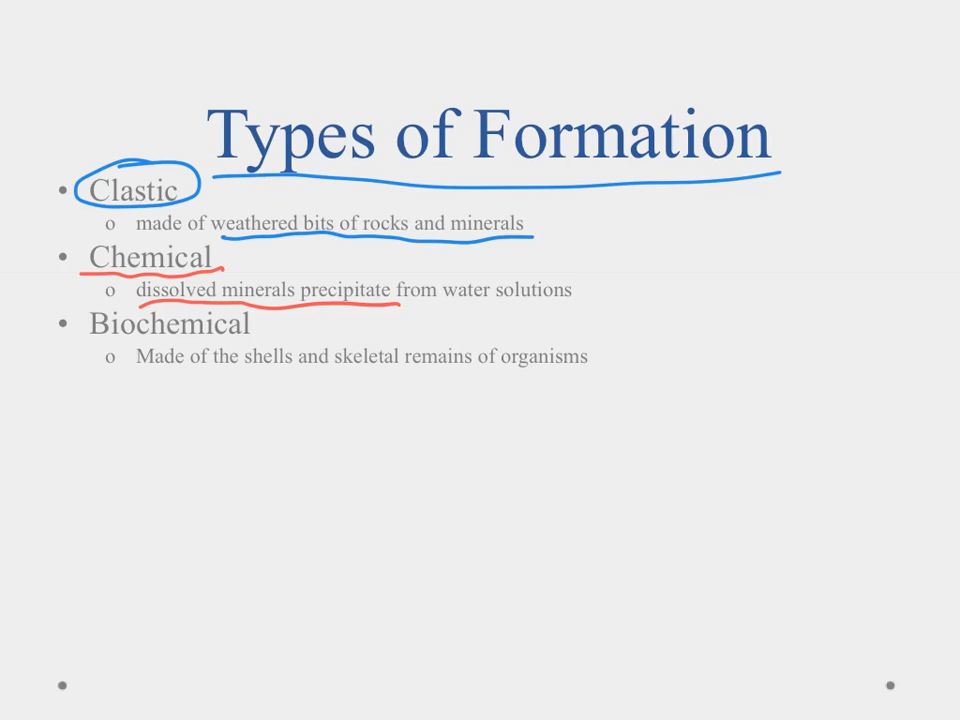 Types of Formation
• Clastic
o made of weathered bits of rocks and minerals
• Chemical
o dissolved minerals precipitate from water solutions
• Biochemical
o Made of the shells and skeletal remains of organisms